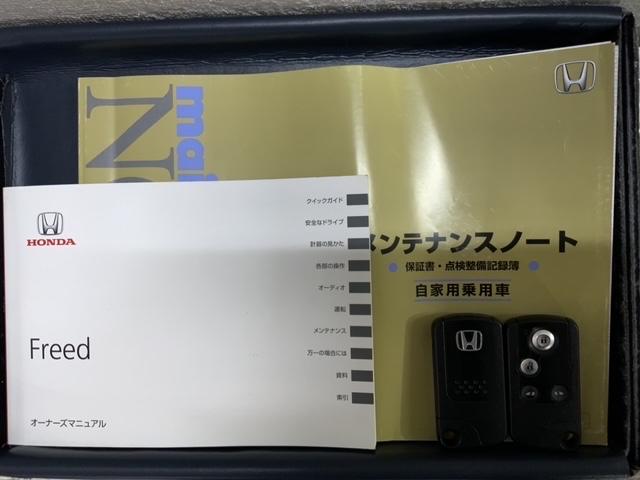 mai
No
HONDA
Freed
オーナーズマニュアル
クイックガイド
安全なドライブ
計器の見かた
各部の操作
オーディオ
運転
メンテナンス
万一の場合には
資料
索引
メンテナンスノート
保証書・点検整備記録簿
自家用乗用車